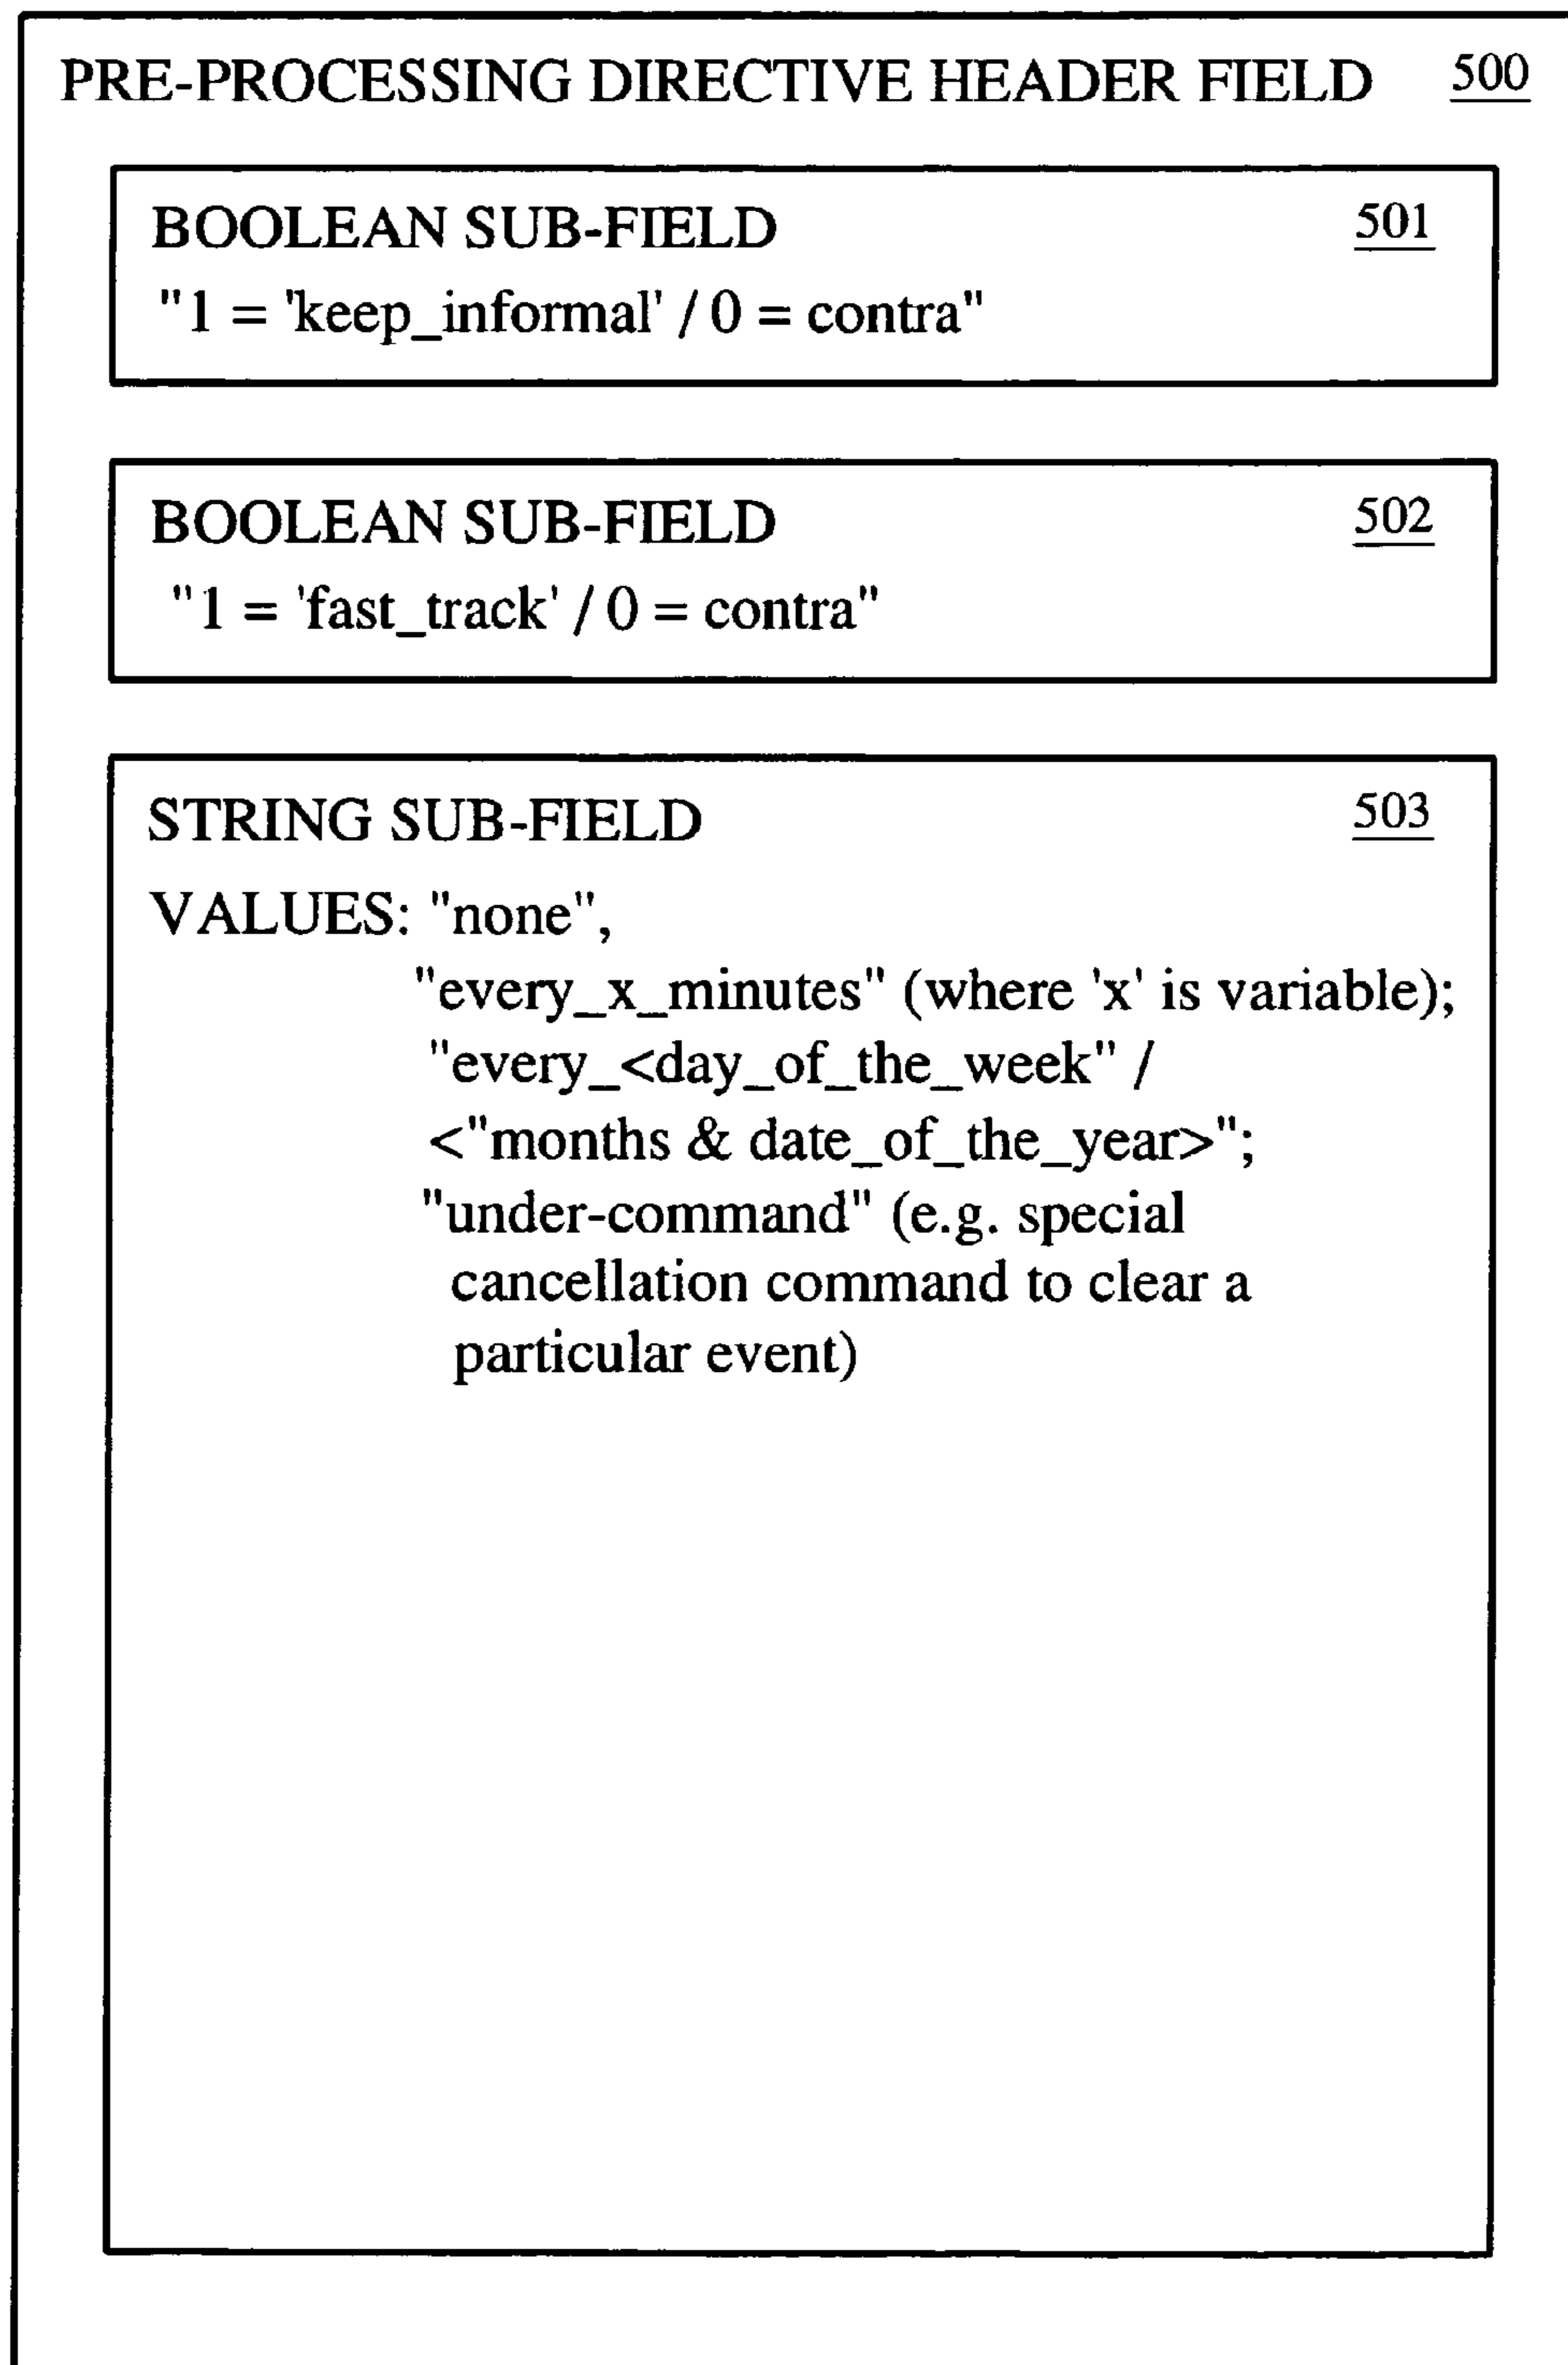 PRE-PROCESSING DIRECTIVE HEADER FIELD 500
BOOLEAN SUB-FIELD 501
"1 = 'keep_informal' / 0 = contra"
BOOLEAN SUB-FIELD 502
"1 = 'fast_track' / 0 = contra"
STRING SUB-FIELD 503
VALUES: "none",
"every_x_minutes" (where 'x' is variable);
"every_<day_of_the_week" /
<"months & date_of_the_year>";
"under-command" (e.g. special
cancellation command to clear a
particular event)